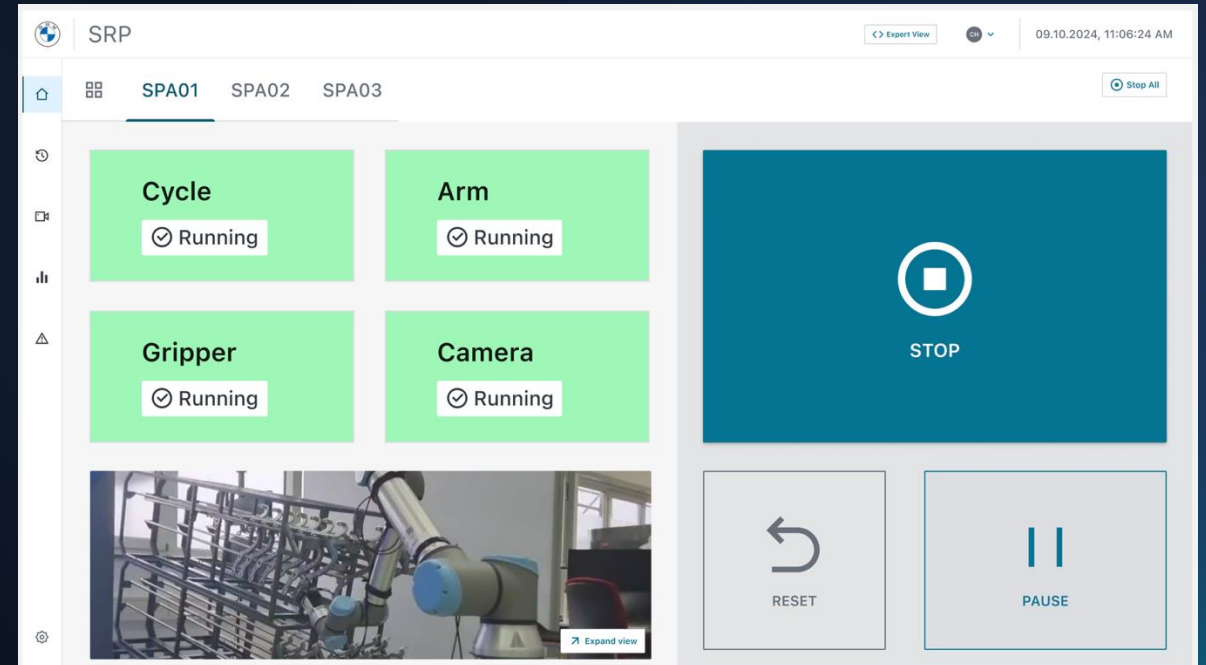 SRP
Expert View
CH
09.10.2024, 11:06:24 AM
SPA01 SPA02 SPA03
Stop All
Cycle
Running
Arm
Running
Gripper
Running
Camera
Running
STOP
RESET
PAUSE
Expand view